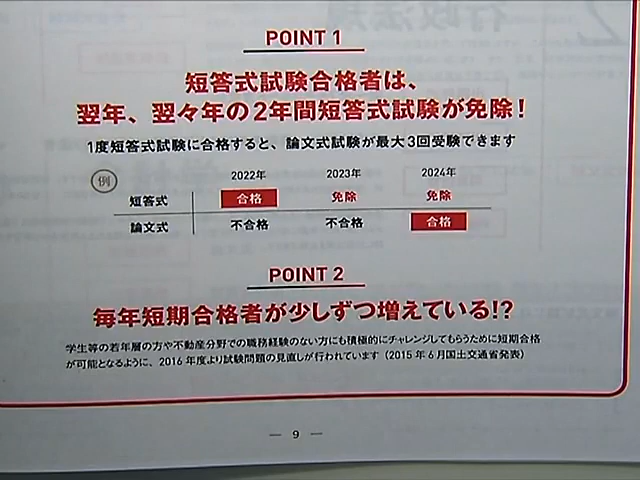 POINT 1
短答式試験合格者は、
翌年、翌々年の2年間短答式試験が免除!
1度短答式試験に合格すると、論文式試験が最大3回受験できます
例
2022年 2023年 2024年
短答式 合格 免除 免除
論文式 不合格 不合格 合格
POINT 2
毎年短期合格者が少しずつ増えている!?
学生等の若年層の方や不動産分野での職務経験のない方にも積極的にチャレンジしてもらうために短期合格
が可能となるように、2016年度より試験問題の見直しが行われています(2015年6月国土交通省発表)
— 9 —